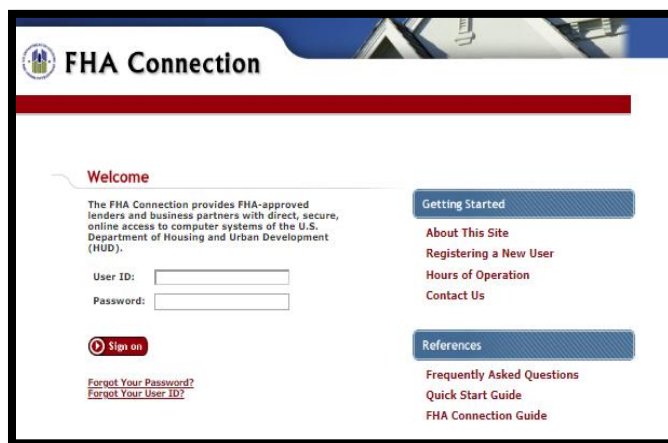 FHA Connection
Welcome
The FHA Connection provides FHA-approved
lenders and business partners with direct, secure,
online access to computer systems of the U.S.
Department of Housing and Urban Development
(HUD).
User ID:
Password:
Sign on
Forgot Your Password?
Forgot Your User ID?
Getting Started
About This Site
Registering a New User
Hours of Operation
Contact Us
References
Frequently Asked Questions
Quick Start Guide
FHA Connection Guide